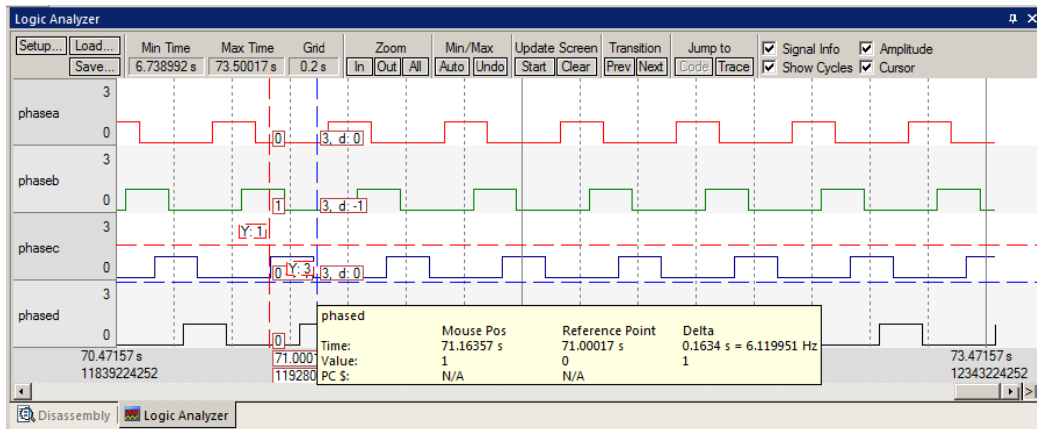 Logic Analyzer
Setup... Load... Min Time Max Time Grid Zoom Min/Max Update Screen Transition Jump to Signal Info Amplitude
Save... 6.738992 s 73.50017 s 0.2 s In Out All Auto Undo Start Clear Prev Next Code Trace Show Cycles Cursor
3
phasea
0
0 3, d: 0
3
phaseb
0
1 3, d: -1
3
Y: 1
phasec
0
0 Y: 3 3, d: 0
3
phased
0
0
phased
Mouse Pos Reference Point Delta
Time: 71.16357 s 71.00017 s 0.1634 s = 6.119951 Hz
Value: 1 0 1
PC $: N/A N/A
70.47157 s 71.0001 73.47157 s
11839224252 119280 12343224252
Disassembly Logic Analyzer